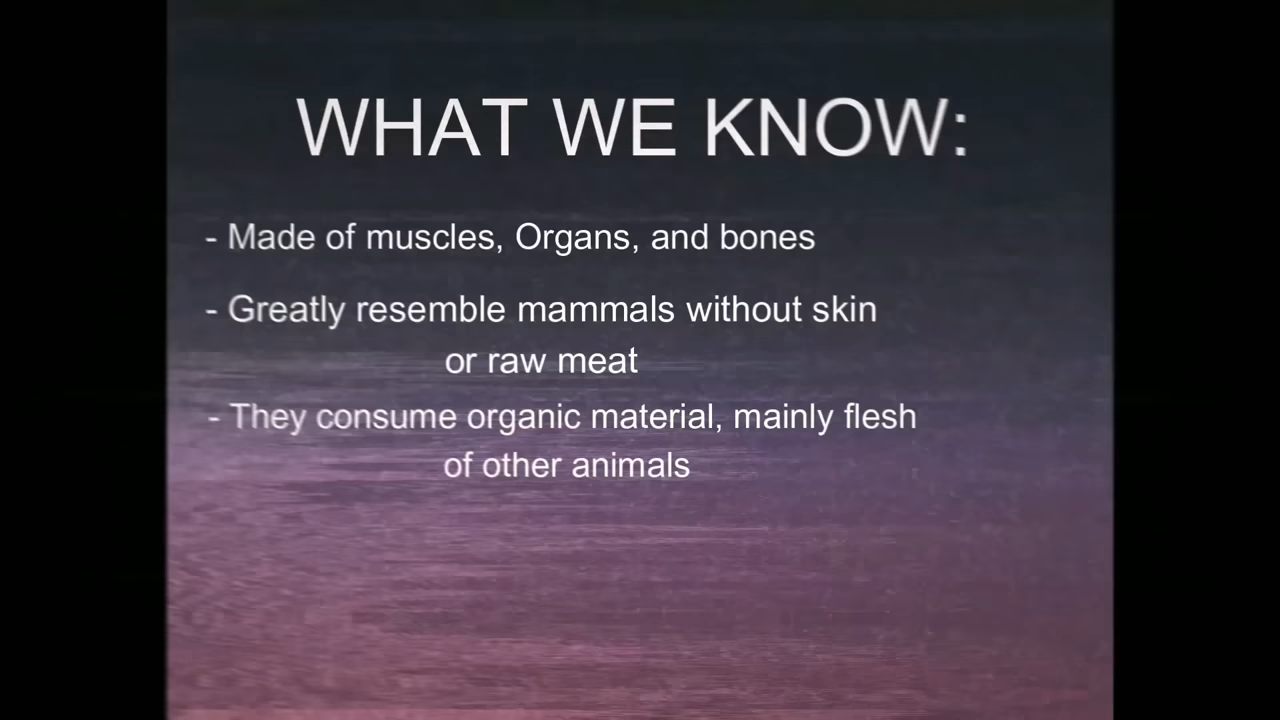 WHAT WE KNOW:
- Made of muscles, Organs, and bones
- Greatly resemble mammals without skin
or raw meat
- They consume organic material, mainly flesh
of other animals